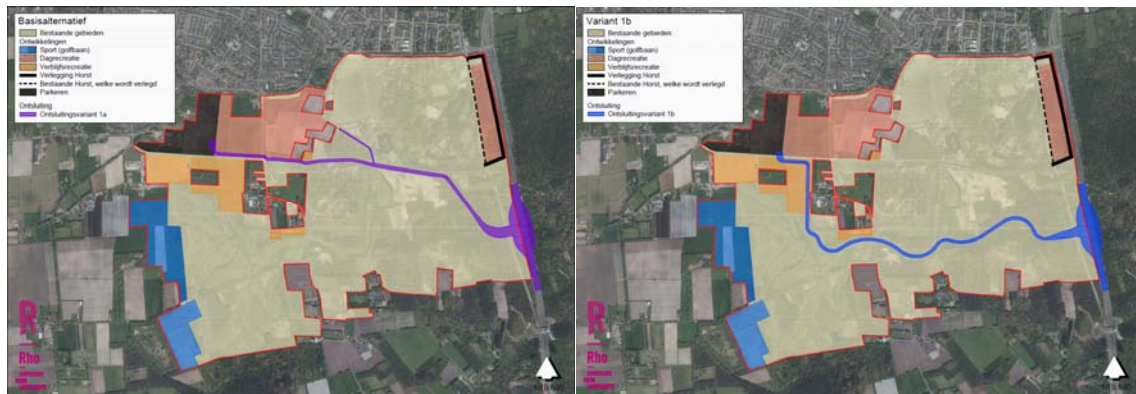 Basisalternatief
Bestaande gebieden
Ontwikkelingen
Sport (golfbaan)
Dagrecreatie
Verblijfsrecreatie
Verlegging Horst
Bestaande Horst, welke wordt verlegd
Parkeren
Ontsluiting
Ontsluitingsvariant 1a
R
Rho
Variant 1b
Bestaande gebieden
Ontwikkelingen
Sport (golfbaan)
Dagrecreatie
Verblijfsrecreatie
Verlegging Horst
Bestaande Horst, welke wordt verlegd
Parkeren
Ontsluiting
Ontsluitingsvariant 1b
R
Rho